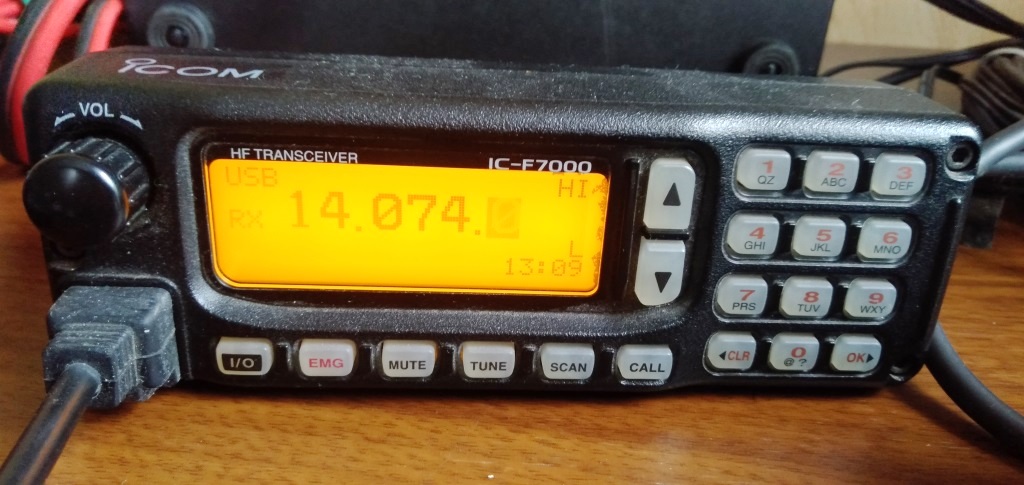 ICOM
VOL
HF TRANSCEIVER IC-F7000
USB HI
RX 14.074.
L
13:09
1 QZ
2 ABC
3 DEF
4 GHI
5 JKL
6 MNO
7 PRS
8 TUV
9 WXY
I/O
EMG
MUTE
TUNE
SCAN
CALL
◀CLR
0 @ ?
OK▶